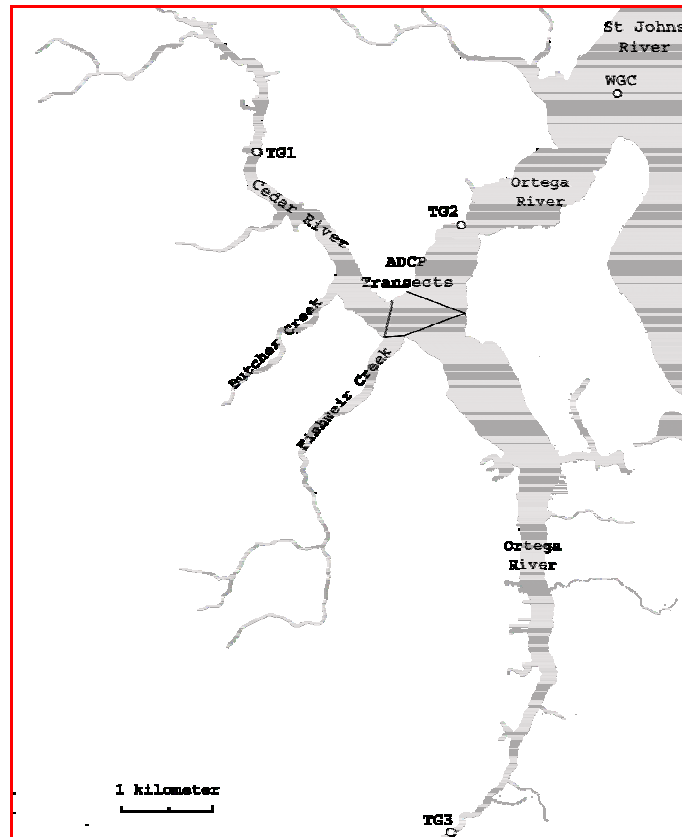 St Johns
River
WGC
TG1
Ortega
River
Cedar River
TG2
ADCP
Transects
Butcher Creek
Fishweir Creek
Ortega
River
1 kilometer
TG3